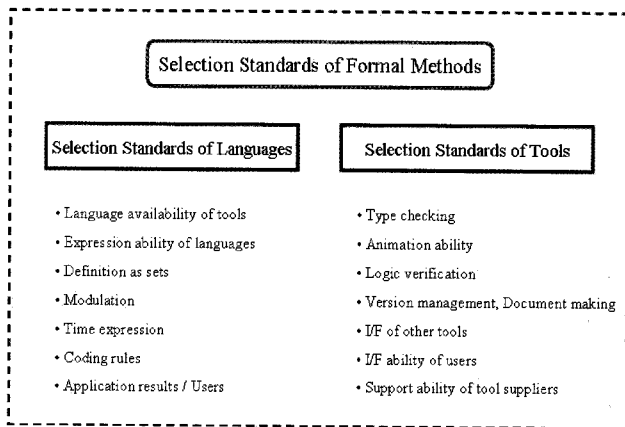 Selection Standards of Formal Methods
Selection Standards of Languages
• Language availability of tools
• Expression ability of languages
• Definition as sets
• Modulation
• Time expression
• Coding rules
• Application results / Users
Selection Standards of Tools
• Type checking
• Animation ability
• Logic verification
• Version management, Document making
• I/F of other tools
• I/F ability of users
• Support ability of tool suppliers